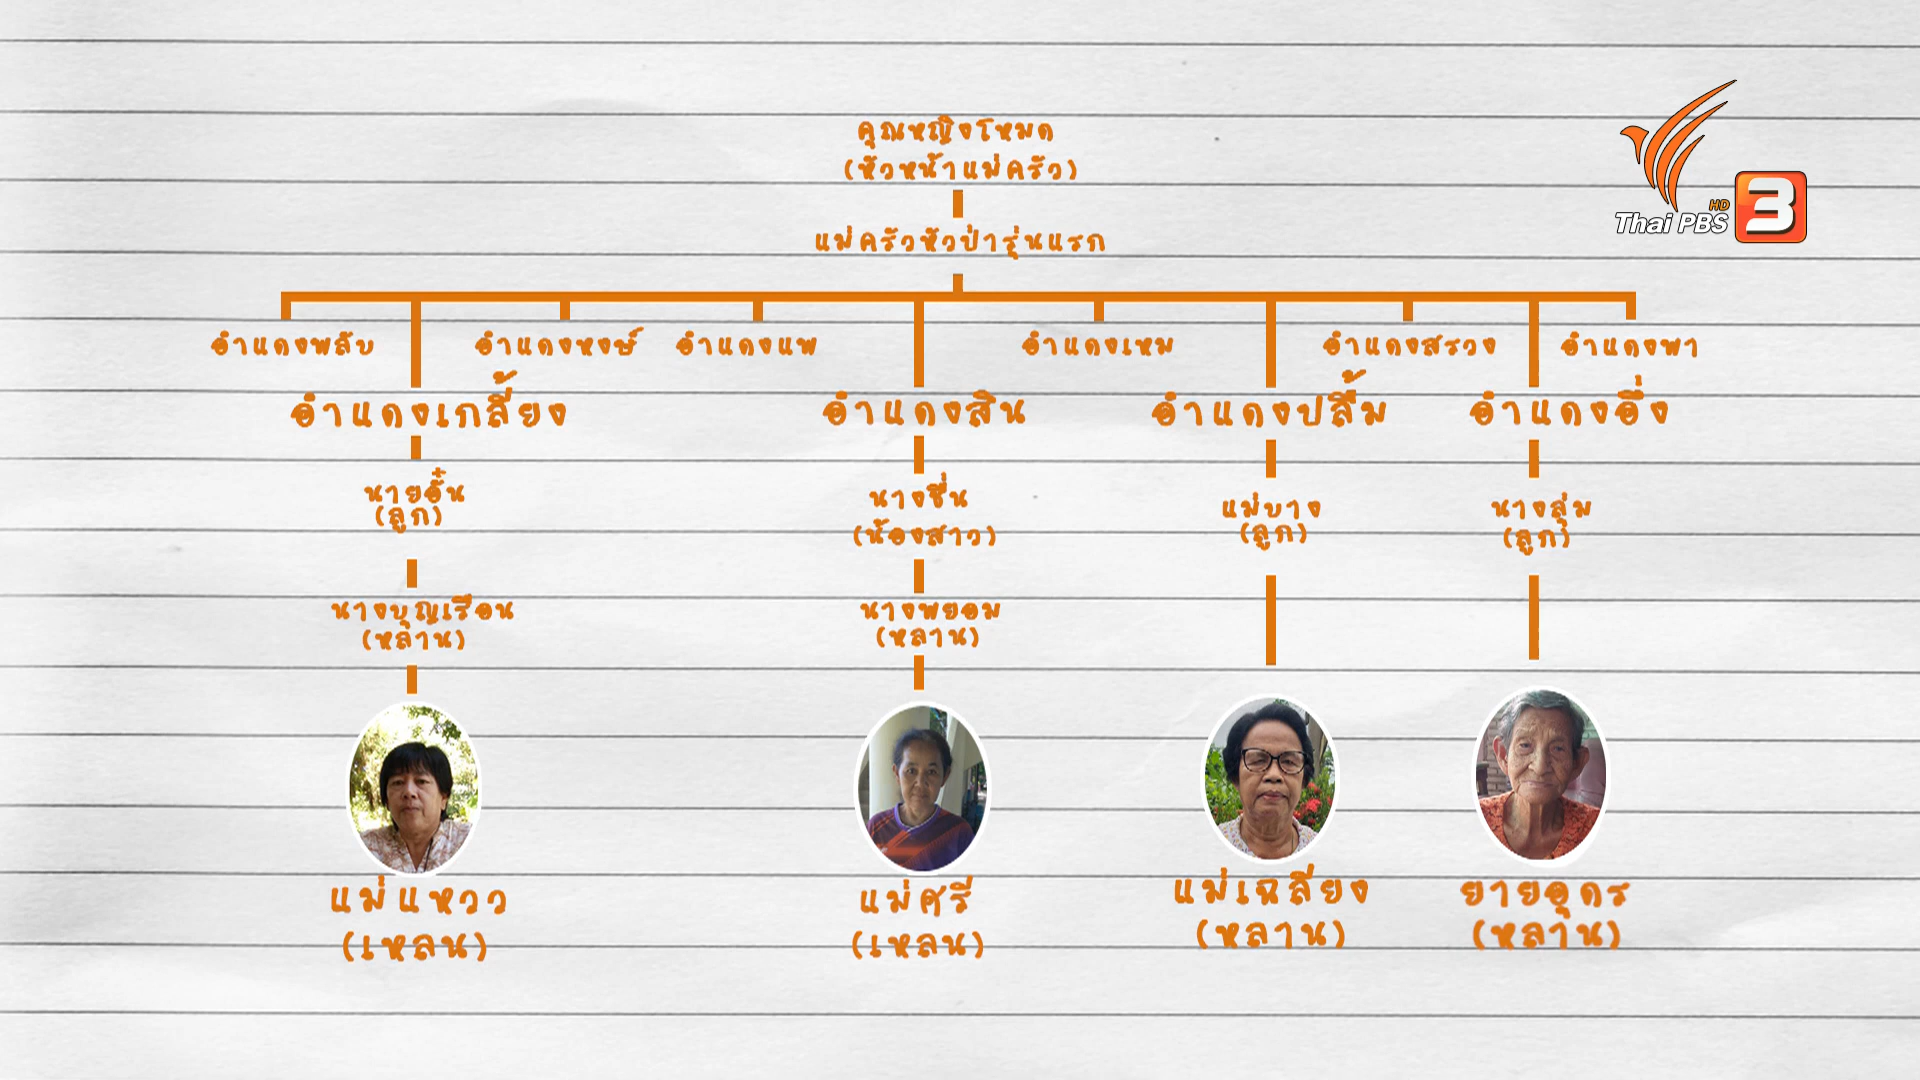 คุณหญิงโหมด
(หัวหน้าแม่ครัว)
Thai PBS HD 3
แม่ครัวหัวป่ารุ่นแรก
อำแดงพลับ อำแดงหงษ์ อำแดงแพ อำแดงเหม อำแดงสรวง อำแดงพา
อำแดงเกลี้ยง อำแดงสิน อำแดงปลื้ม อำแดงอึ่ง
นายอั๋น นางชื่น แม่บาง นางลุ่ม
(ลูก) (น้องสาว) (ลูก) (ลูก)
นางบุญเรือน นางพยอม
(หลาน) (หลาน)
แม่แหวว แม่ศรี แม่เฉลียง ยายอุดร
(เหลน) (เหลน) (หลาน) (หลาน)